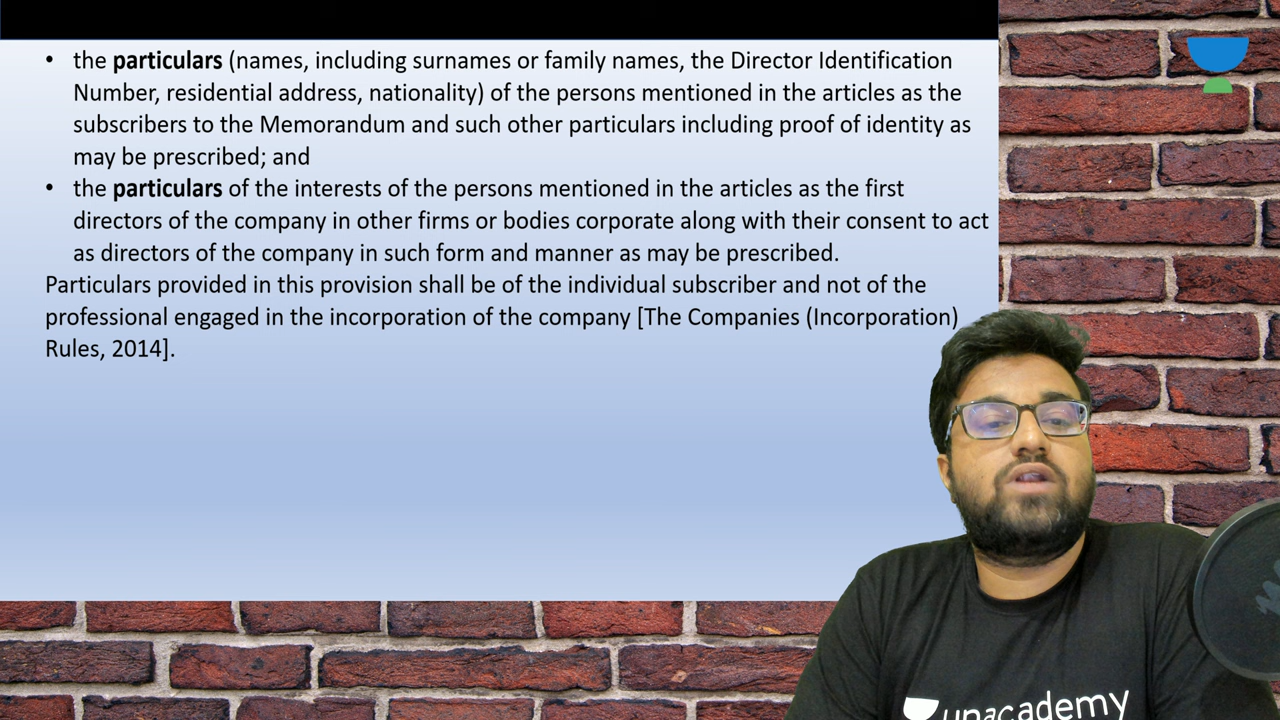 • the particulars (names, including surnames or family names, the Director Identification
Number, residential address, nationality) of the persons mentioned in the articles as the
subscribers to the Memorandum and such other particulars including proof of identity as
may be prescribed; and
• the particulars of the interests of the persons mentioned in the articles as the first
directors of the company in other firms or bodies corporate along with their consent to act
as directors of the company in such form and manner as may be prescribed.
Particulars provided in this provision shall be of the individual subscriber and not of the
professional engaged in the incorporation of the company [The Companies (Incorporation)
Rules, 2014].
unacademy